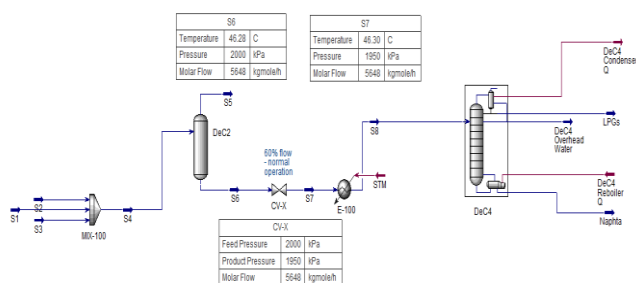 S6
Temperature 46.28 C
Pressure 2000 kPa
Molar Flow 5648 kgmole/h
S7
Temperature 46.30 C
Pressure 1950 kPa
Molar Flow 5648 kgmole/h
DeC4
Condenser
Q
S5
DeC2
S8
LPGs
DeC4
Overhead
Water
60% flow
- normal
operation
S6
CV-X
S7
E-100
STM
DeC4
Reboiler
Q
DeC4
Naphta
S1
S2
S3
MIX-100
S4
CV-X
Feed Pressure 2000 kPa
Product Pressure 1950 kPa
Molar Flow 5648 kgmole/h